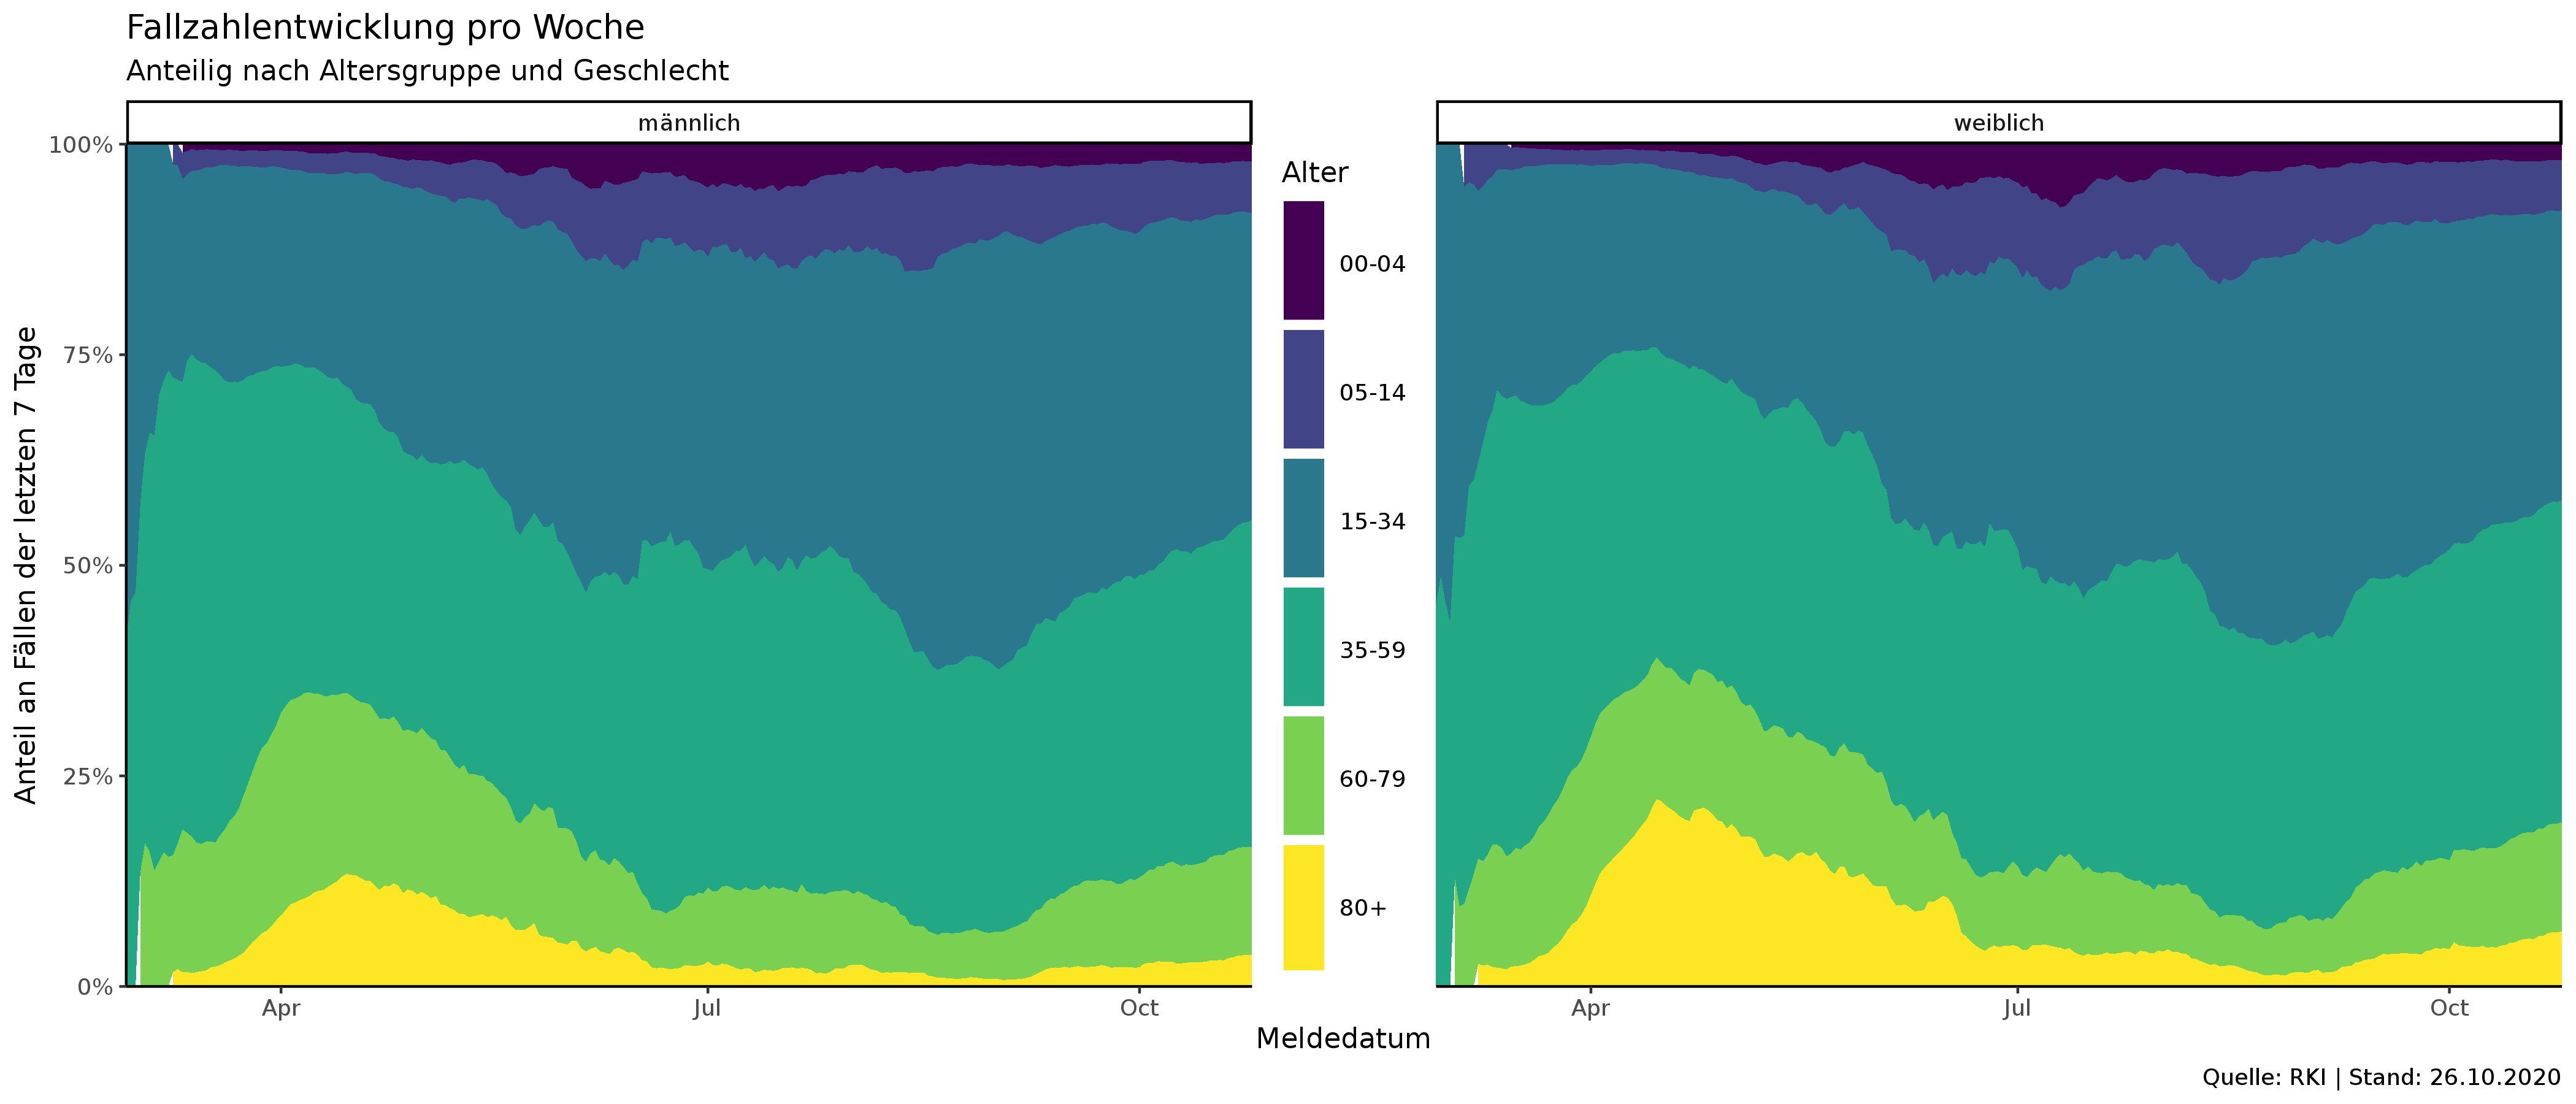 Fallzahlentwicklung pro Woche
Anteilig nach Altersgruppe und Geschlecht
männlich
weiblich
Anteil an Fällen der letzten 7 Tage
100%
75%
50%
25%
0%
Apr
Jul
Oct
Alter
00-04
05-14
15-34
35-59
60-79
80+
Apr
Jul
Oct
Meldedatum
Quelle: RKI | Stand: 26.10.2020